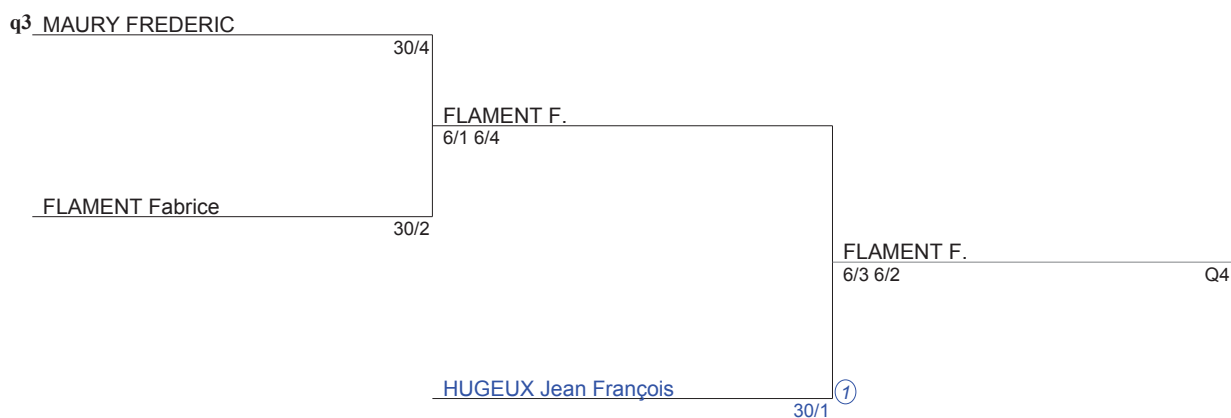 q3 MAURY FREDERIC
30/4
FLAMENT F.
6/1 6/4
FLAMENT Fabrice
30/2
FLAMENT F.
6/3 6/2 Q4
HUGEUX Jean François 1
30/1